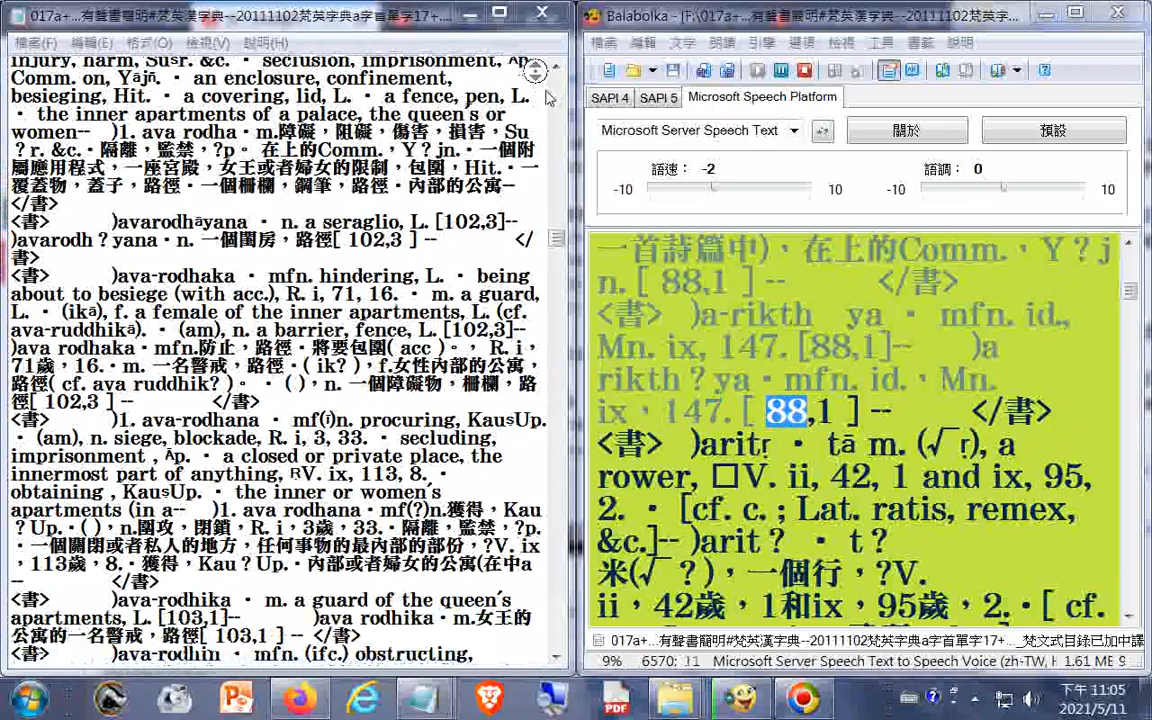 017a+...有聲書簡明#梵英漢字典--20111102梵英字典a字首單字17+...
檔案(F) 編輯(E) 格式(O) 檢視(V) 說明(H)
injury, harm, Suśr. &c. • seclusion, imprisonment, Āp.
Comm. on, Yājñ. • an enclosure, confinement,
besieging, Hit. • a covering, lid, L. • a fence, pen, L.
• the inner apartments of a palace, the queen's or
women-- )1. ava rodha•m.障礙，阻礙，傷害，損害，Su
?r. &c.•隔離，監禁，?p。在上的Comm.，Y?jn.•一個附
屬應用程式，一座宮殿，女王或者婦女的限制，包圍，Hit.•一
覆蓋物，蓋子，路徑•一個柵欄，鋼筆，路徑•內部的公寓--
</書>
<書> )avarodhāyana • n. a seraglio, L. [102,3]--
)avarodh?yana•n. 一個閨房，路徑[ 102,3 ] -- </
書>
<書> )ava-rodhaka • mfn. hindering, L. • being
about to besiege (with acc.), R. i, 71, 16. • m. a guard,
L. • (ikā), f. a female of the inner apartments, L. (cf.
ava-ruddhikā). • (am), n. a barrier, fence, L. [102,3]--
)ava rodhaka•mfn.防止，路徑•將要包圍( acc )。，R. i，
71歲，16.•m. 一名警戒，路徑•( ik? )，f.女性內部的公寓，
路徑( cf. ava ruddhik? )。•( )，n. 一個障礙物，柵欄，路
徑[ 102,3 ] -- </書>
<書> )1. ava-rodhana • mf(ī)n. procuring, KauśUp.
• (am), n. siege, blockade, R. i, 3, 33. • secluding,
imprisonment , Āp. • a closed or private place, the
innermost part of anything, ṚV. ix, 113, 8. •
obtaining , KauśUp. • the inner or women's
apartments (in a-- )1. ava rodhana•mf(?)n.獲得，Kau
?Up.•( )，n.圍攻，閉鎖，R. i，3歲，33.•隔離，監禁，?p.
•一個關閉或者私人的地方，任何事物的最內部的部份，?V. ix
，113歲，8.•獲得，Kau?Up.•內部或者婦女的公寓(在中a
-- </書>
<書> )ava-rodhika • m. a guard of the queen's
apartments, L. [103,1]-- )ava rodhika•m.女王的
公寓的一名警戒，路徑[ 103,1 ] -- </書>
<書> )ava-rodhin • mfn. (ifc.) obstructing,
Balabolka - [F:\017a+...有聲書簡明#梵英漢字典--20111102梵英字...
檔案 編輯 文字 朗讀 引擎 選項 檢視 工具 書籤 說明
SAPI 4 SAPI 5 Microsoft Speech Platform
Microsoft Server Speech Text 關於 預設
語速： -2 語調： 0
-10 10 -10 10
一首詩篇中)，在上的Comm.，Y?j
n. [ 88,1 ] -- </書>
<書> )a-rikth ya • mfn. id.,
Mn. ix, 147. [88,1]-- )a
rikth?ya•mfn. id.，Mn.
ix，147. [ 88,1 ] -- </書>
<書> )aritṛ • tā m. (√ṛ), a
rower, □V. ii, 42, 1 and ix, 95,
2. • [cf. c. ; Lat. ratis, remex,
&c.]-- )arit? • t?
米(√ ?)，一個行，?V.
ii，42歲，1和ix，95歲，2.•[ cf.
017a+...有聲書簡明#梵英漢字典--20111102梵英字典a字首單字17+..._梵文式目錄已加中譯
9% 6570: 11 Microsoft Server Speech Text to Speech Voice (zh-TW, H 1.61 ME 9
下午 11:05
2021/5/11